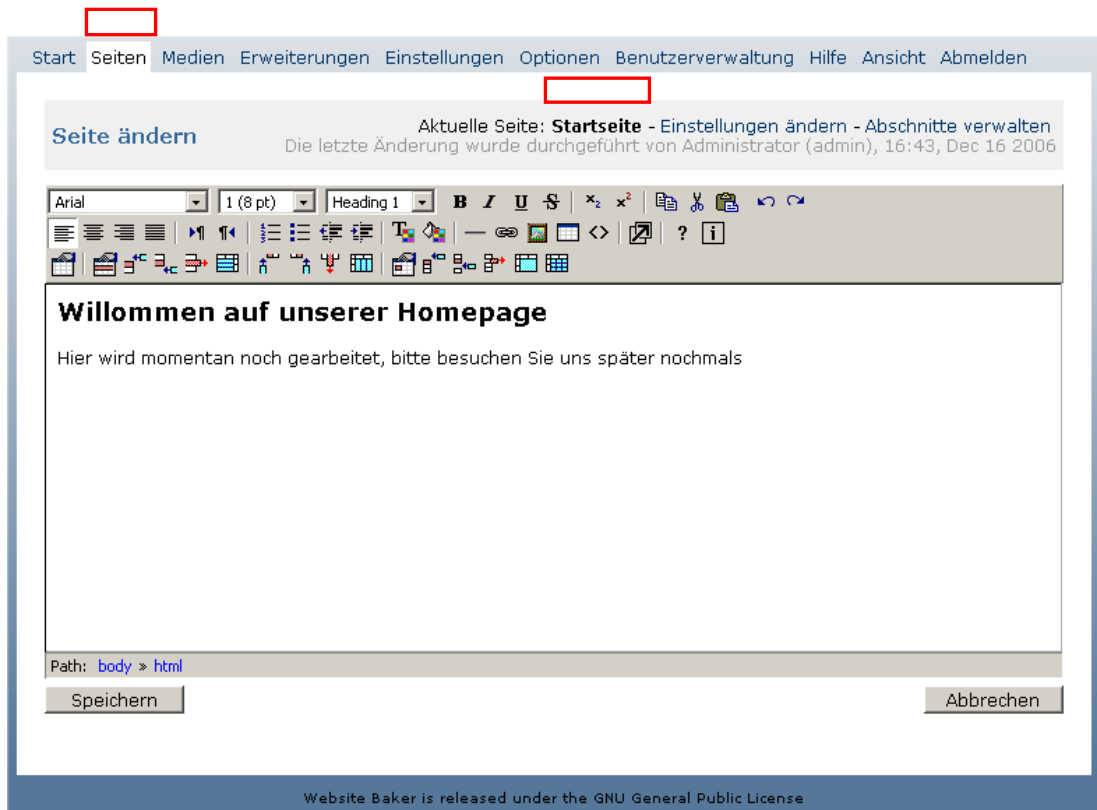 Start Seiten Medien Erweiterungen Einstellungen Optionen Benutzerverwaltung Hilfe Ansicht Abmelden
Seite ändern
Aktuelle Seite: Startseite - Einstellungen ändern - Abschnitte verwalten
Die letzte Änderung wurde durchgeführt von Administrator (admin), 16:43, Dec 16 2006
Arial 1 (8 pt) Heading 1 B I U S x₂ x²
? i
Willommen auf unserer Homepage
Hier wird momentan noch gearbeitet, bitte besuchen Sie uns später nochmals
Path: body » html
Speichern Abbrechen
Website Baker is released under the GNU General Public License